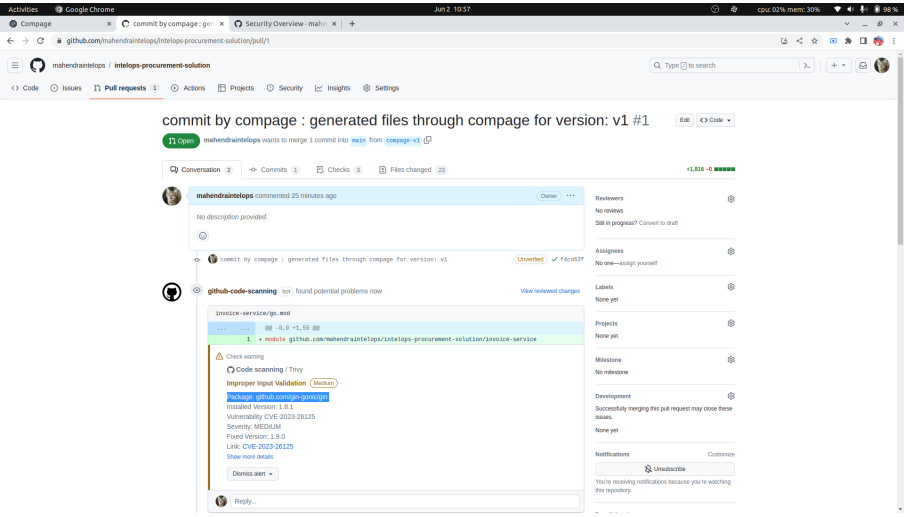 Activities Google Chrome Jun 2 10:57 cpu: 02% mem: 30% 98 %
Compage commit by compage : gen Security Overview - mahe
github.com/mahendraintelops/intelops-procurement-solution/pull/1
mahendraintelops / intelops-procurement-solution Type / to search
Code Issues Pull requests 1 Actions Projects Security Insights Settings
commit by compage : generated files through compage for version: v1 #1 Edit Code
Open mahendraintelops wants to merge 1 commit into main from compage-v1
Conversation 2 Commits 1 Checks 3 Files changed 23 +1,816 −0
mahendraintelops commented 25 minutes ago Owner ...
No description provided.
commit by compage : generated files through compage for version: v1 Unverified f4cd63f
github-code-scanning bot found potential problems now View reviewed changes
invoice-service/go.mod
... ... @@ -0,0 +1,59 @@
1 + module github.com/mahendraintelops/intelops-procurement-solution/invoice-service
Check warning
Code scanning / Trivy
Improper Input Validation Medium
Package: github.com/gin-gonic/gin
Installed Version: 1.8.1
Vulnerability CVE-2023-26125
Severity: MEDIUM
Fixed Version: 1.9.0
Link: CVE-2023-26125
Show more details
Dismiss alert
Reply...
Reviewers
No reviews
Still in progress? Convert to draft
Assignees
No one—assign yourself
Labels
None yet
Projects
None yet
Milestone
No milestone
Development
Successfully merging this pull request may close these
issues.
None yet
Notifications Customize
Unsubscribe
You're receiving notifications because you're watching
this repository.